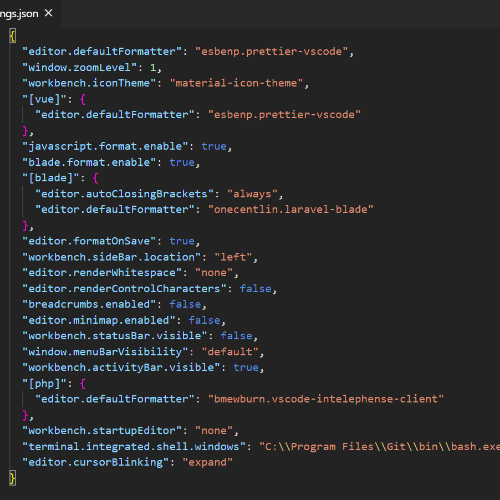 ngs.json ×
{
"editor.defaultFormatter": "esbenp.prettier-vscode",
"window.zoomLevel": 1,
"workbench.iconTheme": "material-icon-theme",
"[vue]": {
"editor.defaultFormatter": "esbenp.prettier-vscode"
},
"javascript.format.enable": true,
"blade.format.enable": true,
"[blade]": {
"editor.autoClosingBrackets": "always",
"editor.defaultFormatter": "onecentlin.laravel-blade"
},
"editor.formatOnSave": true,
"workbench.sideBar.location": "left",
"editor.renderWhitespace": "none",
"editor.renderControlCharacters": false,
"breadcrumbs.enabled": false,
"editor.minimap.enabled": false,
"workbench.statusBar.visible": false,
"window.menuBarVisibility": "default",
"workbench.activityBar.visible": true,
"[php]": {
"editor.defaultFormatter": "bmewburn.vscode-intelephense-client"
},
"workbench.startupEditor": "none",
"terminal.integrated.shell.windows": "C:\\Program Files\\Git\\bin\\bash.exe
"editor.cursorBlinking": "expand"
}